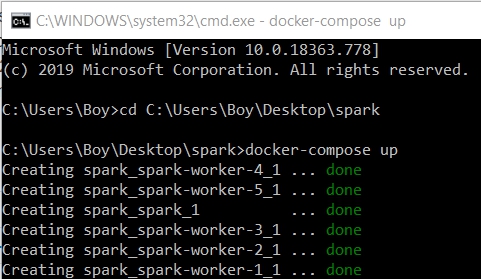 C:\WINDOWS\system32\cmd.exe - docker-compose  up
Microsoft Windows [Version 10.0.18363.778]
(c) 2019 Microsoft Corporation. All rights reserved.
C:\Users\Boy>cd C:\Users\Boy\Desktop\spark
C:\Users\Boy\Desktop\spark>docker-compose up
Creating spark_spark-worker-4_1 ... done
Creating spark_spark-worker-5_1 ... done
Creating spark_spark_1          ... done
Creating spark_spark-worker-3_1 ... done
Creating spark_spark-worker-2_1 ... done
Creating spark_spark-worker-1_1 ... done